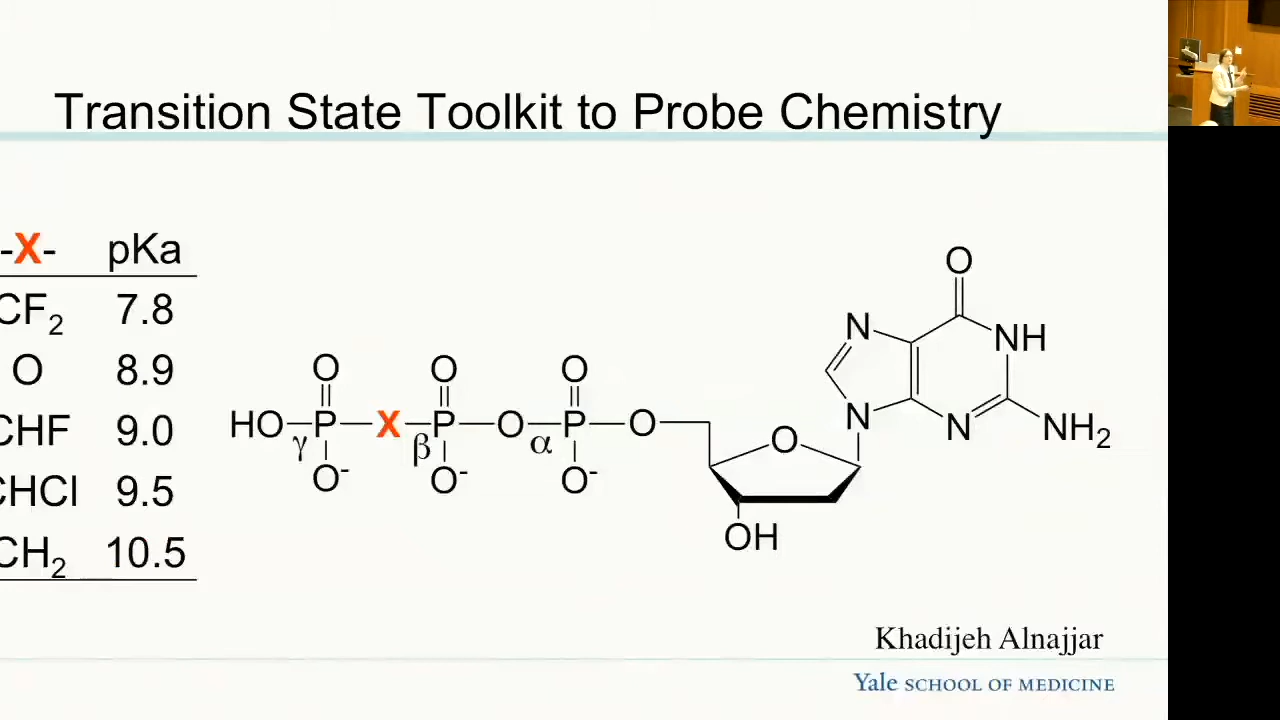 Transition State Toolkit to Probe Chemistry
-X- pKa
CF2 7.8
O 8.9
CHF 9.0
CHCl 9.5
CH2 10.5
O
N NH
O O O
HO P X P O P O O N N NH2
γ β α
O- O- O-
OH
Khadijeh Alnajjar
Yale SCHOOL OF MEDICINE